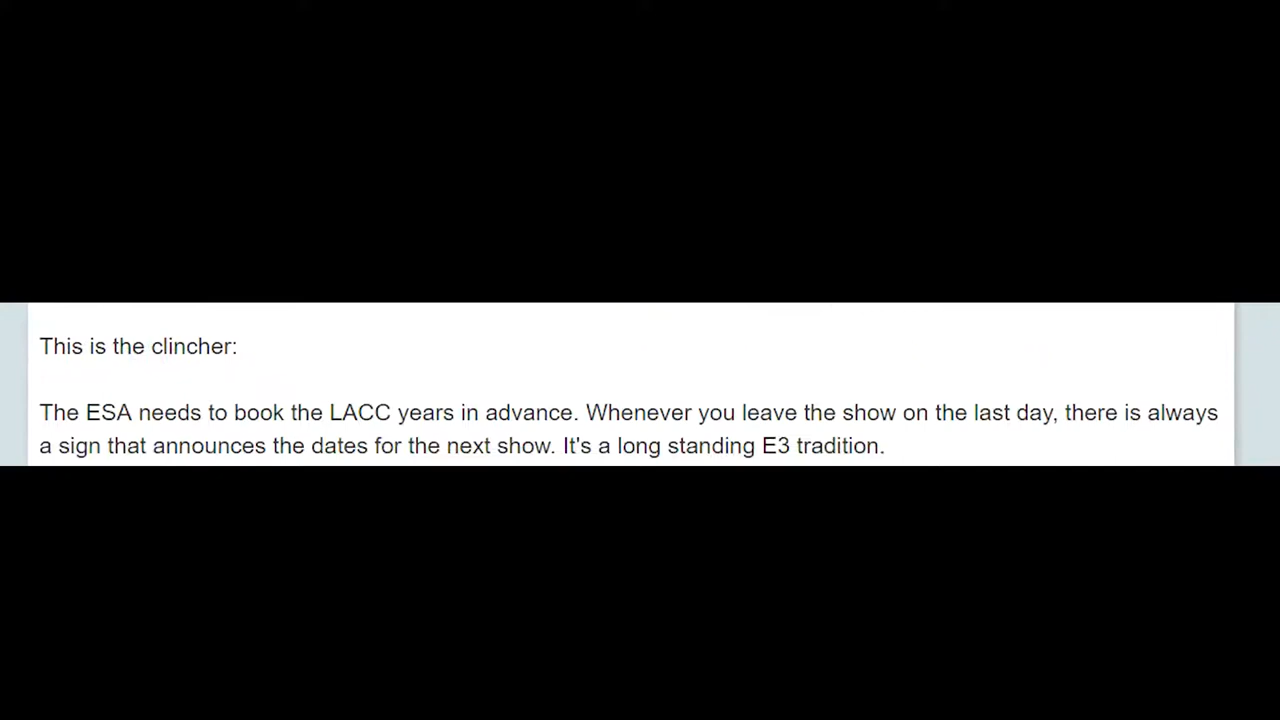 This is the clincher:
The ESA needs to book the LACC years in advance. Whenever you leave the show on the last day, there is always
a sign that announces the dates for the next show. It's a long standing E3 tradition.